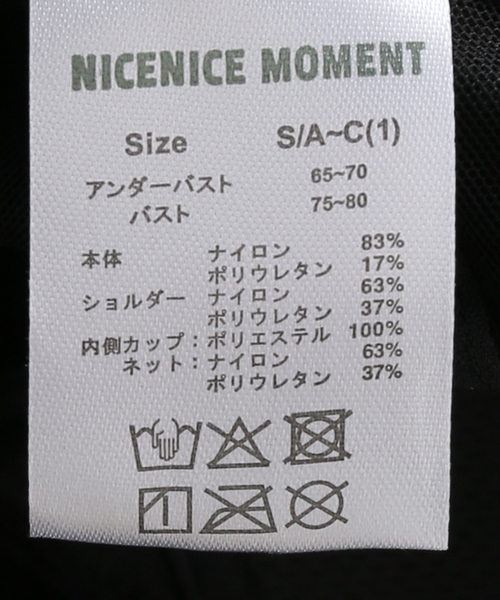 NICENICE MOMENT
Size S/A~C(1)
アンダーバスト 65~70
バスト 75~80
本体 ナイロン 83%
ポリウレタン 17%
ショルダー ナイロン 63%
ポリウレタン 37%
内側カップ：ポリエステル 100%
ネット：ナイロン 63%
ポリウレタン 37%